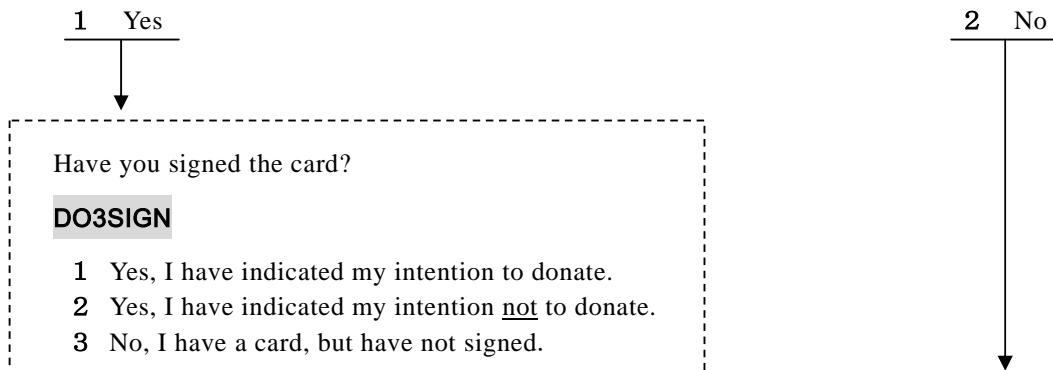 1 Yes 2 No
Have you signed the card?
DO3SIGN
1 Yes, I have indicated my intention to donate.
2 Yes, I have indicated my intention not to donate.
3 No, I have a card, but have not signed.